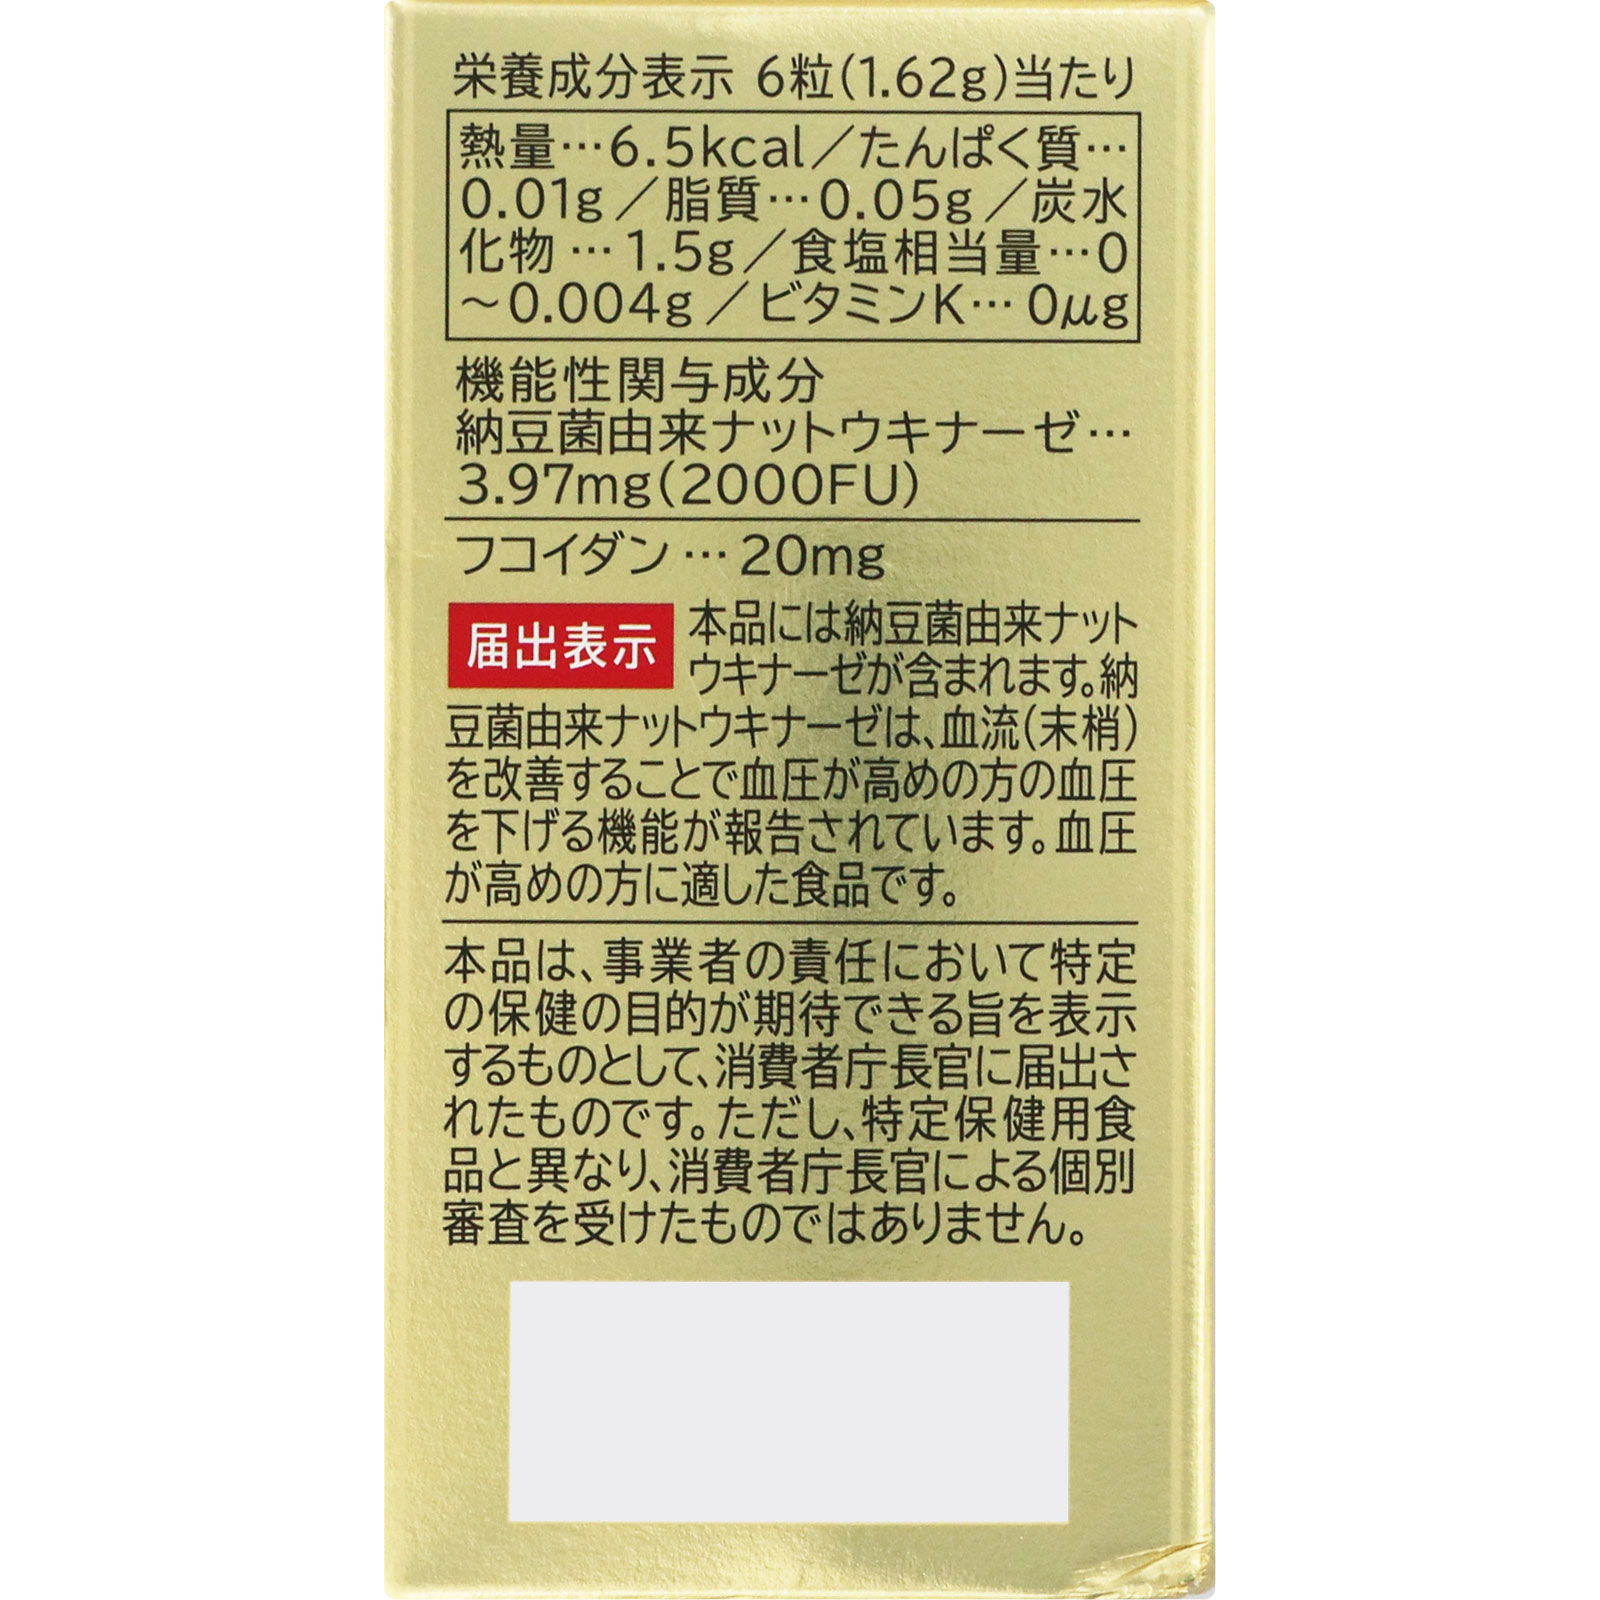 栄養成分表示 6粒(1.62g)当たり
熱量…6.5kcal/たんぱく質…
0.01g/脂質…0.05g/炭水
化物…1.5g/食塩相当量…0
~0.004g/ビタミンK…0μg
機能性関与成分
納豆菌由来ナットウキナーゼ…
3.97mg(2000FU)
フコイダン…20mg
届出表示
本品には納豆菌由来ナット
ウキナーゼが含まれます。納
豆菌由来ナットウキナーゼは、血流(末梢)
を改善することで血圧が高めの方の血圧
を下げる機能が報告されています。血圧
が高めの方に適した食品です。
本品は、事業者の責任において特定
の保健の目的が期待できる旨を表示
するものとして、消費者庁長官に届出さ
れたものです。ただし、特定保健用食
品と異なり、消費者庁長官による個別
審査を受けたものではありません。